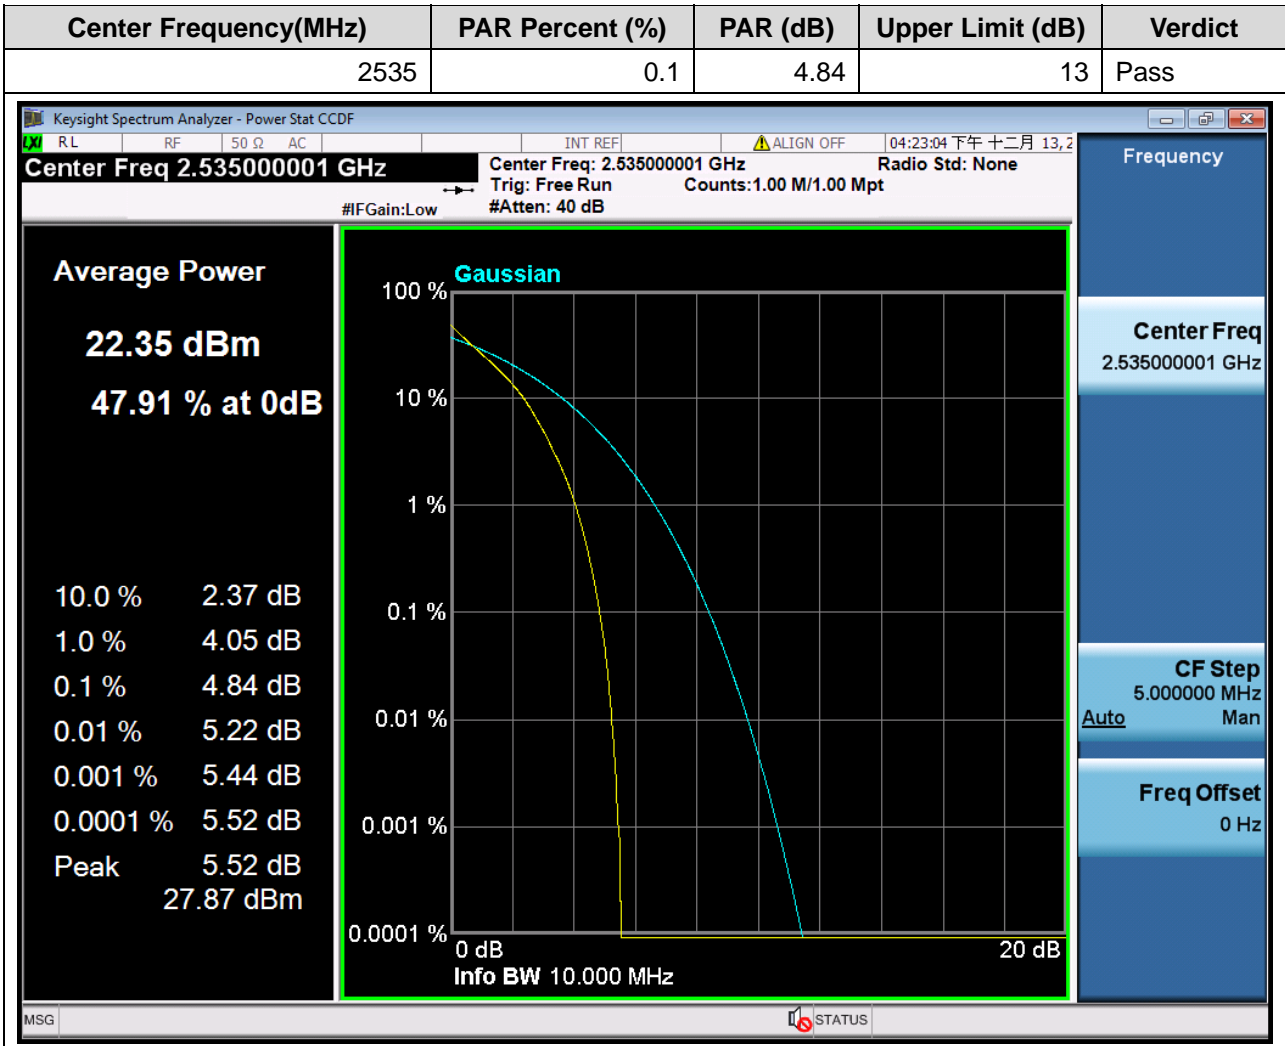 Center Frequency(MHz) PAR Percent (%) PAR (dB) Upper Limit (dB) Verdict
2535 0.1 4.84 13 Pass
Keysight Spectrum Analyzer - Power Stat CCDF
LXI RL RF 50 Ω AC INT REF ALIGN OFF 04:23:04 下午 十二月 13, 2
Center Freq 2.535000001 GHz
#IFGain:Low
Center Freq: 2.535000001 GHz Radio Std: None
Trig: Free Run Counts:1.00 M/1.00 Mpt
#Atten: 40 dB
Average Power
22.35 dBm
47.91 % at 0dB
10.0 % 2.37 dB
1.0 % 4.05 dB
0.1 % 4.84 dB
0.01 % 5.22 dB
0.001 % 5.44 dB
0.0001 % 5.52 dB
Peak 5.52 dB
27.87 dBm
Gaussian
100 %
10 %
1 %
0.1 %
0.01 %
0.001 %
0.0001 %
0 dB 20 dB
Info BW 10.000 MHz
Frequency
Center Freq
2.535000001 GHz
CF Step
5.000000 MHz
Auto Man
Freq Offset
0 Hz
MSG STATUS